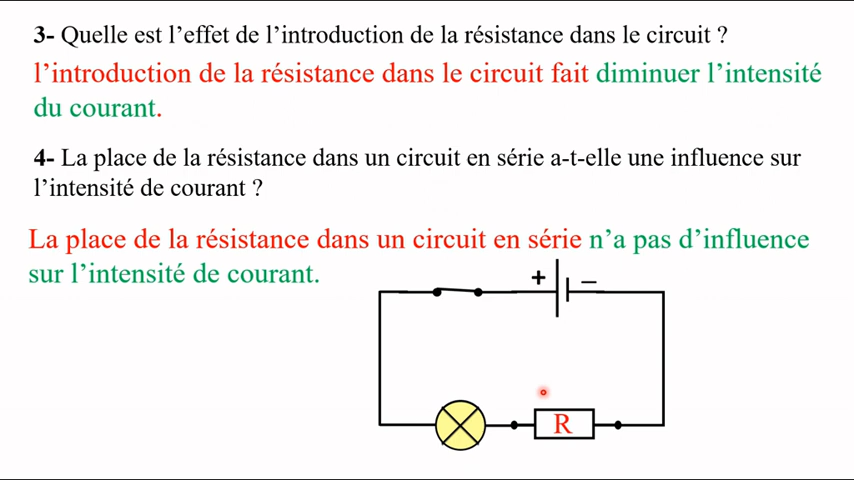 3- Quelle est l’effet de l’introduction de la résistance dans le circuit ?
l’introduction de la résistance dans le circuit fait diminuer l’intensité
du courant.
4- La place de la résistance dans un circuit en série a-t-elle une influence sur
l’intensité de courant ?
La place de la résistance dans un circuit en série n’a pas d’influence
sur l’intensité de courant.
+ −
R